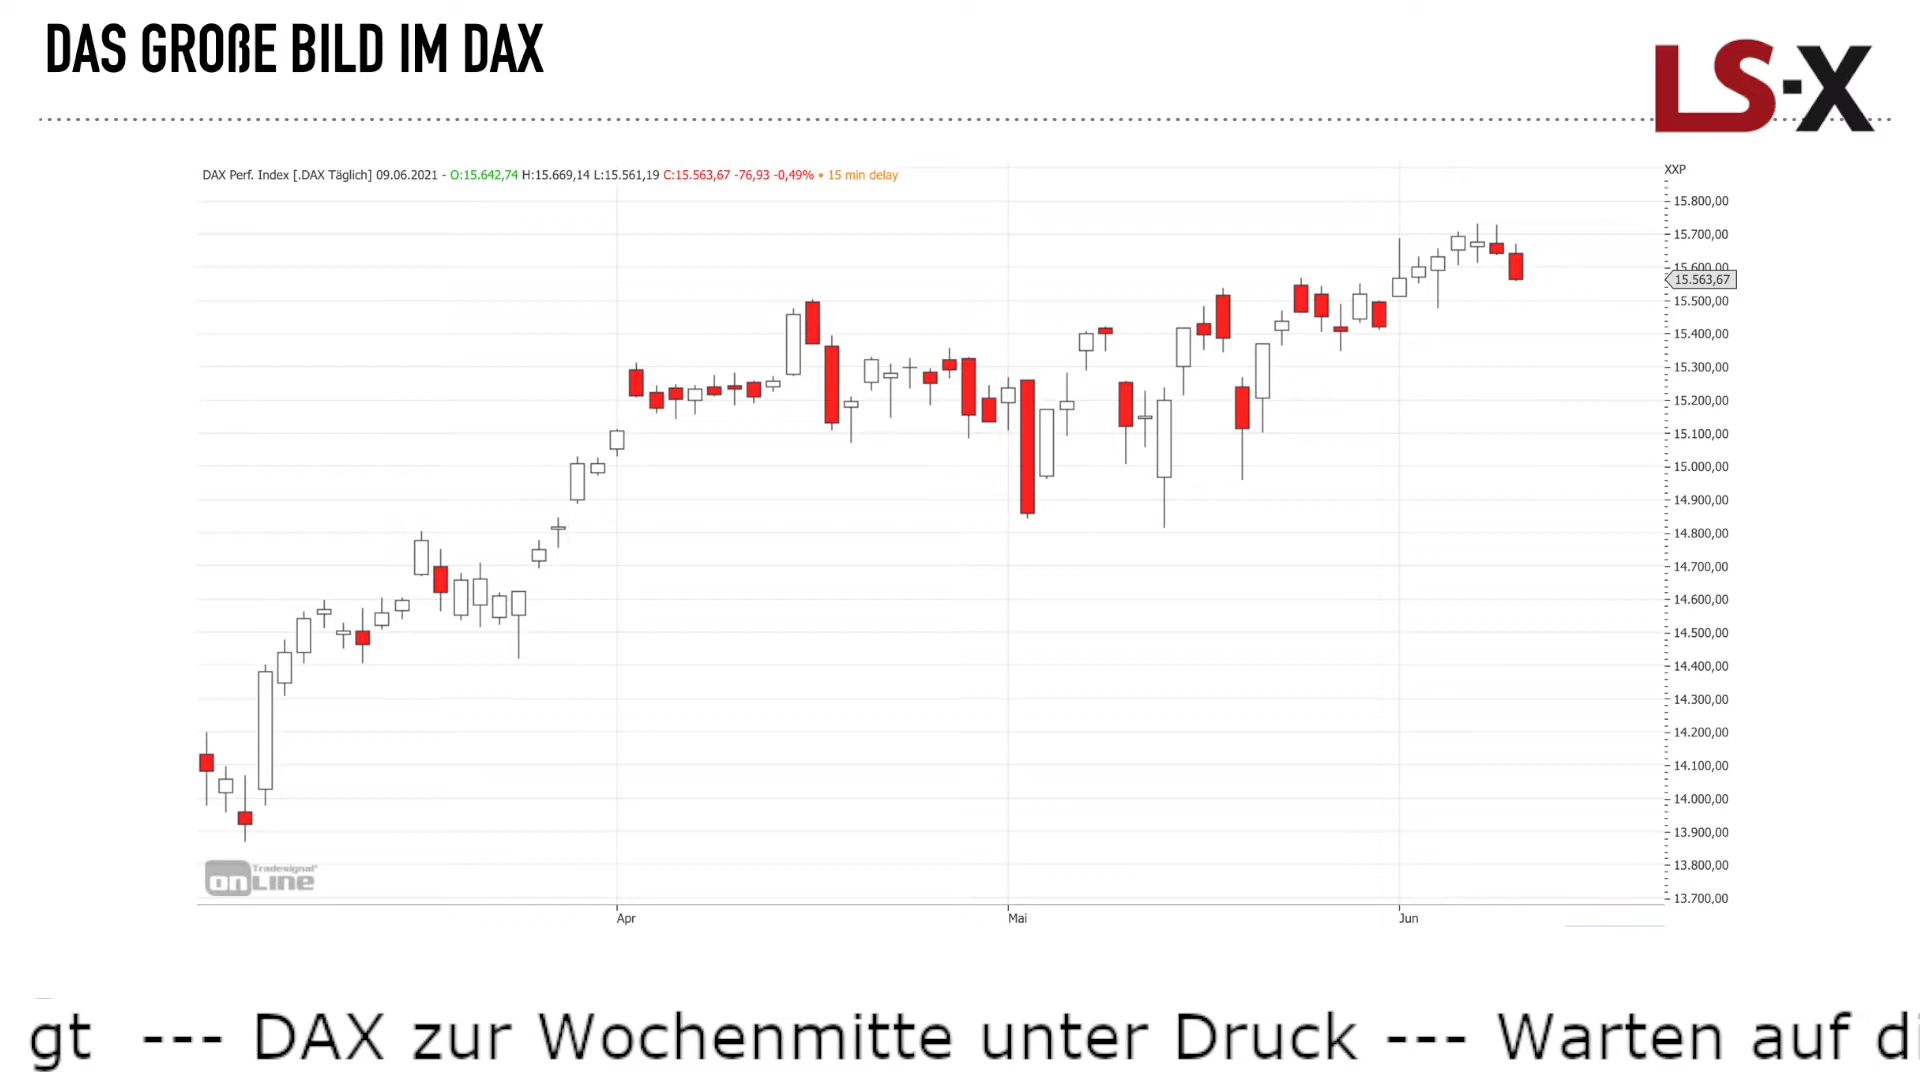 DAS GROßE BILD IM DAX
LS-X
DAX Perf. Index [.DAX Täglich] 09.06.2021 - O:15.642,74 H:15.669,14 L:15.561,19 C:15.563,67 -76,93 -0,49% • 15 min delay
XXP
15.800,00
15.700,00
15.600,00
15.563,67
15.500,00
15.400,00
15.300,00
15.200,00
15.100,00
15.000,00
14.900,00
14.800,00
14.700,00
14.600,00
14.500,00
14.400,00
14.300,00
14.200,00
14.100,00
14.000,00
13.900,00
13.800,00
13.700,00
Tradesignal®
onLine
Apr Mai Jun
gt --- DAX zur Wochenmitte unter Druck --- Warten auf di